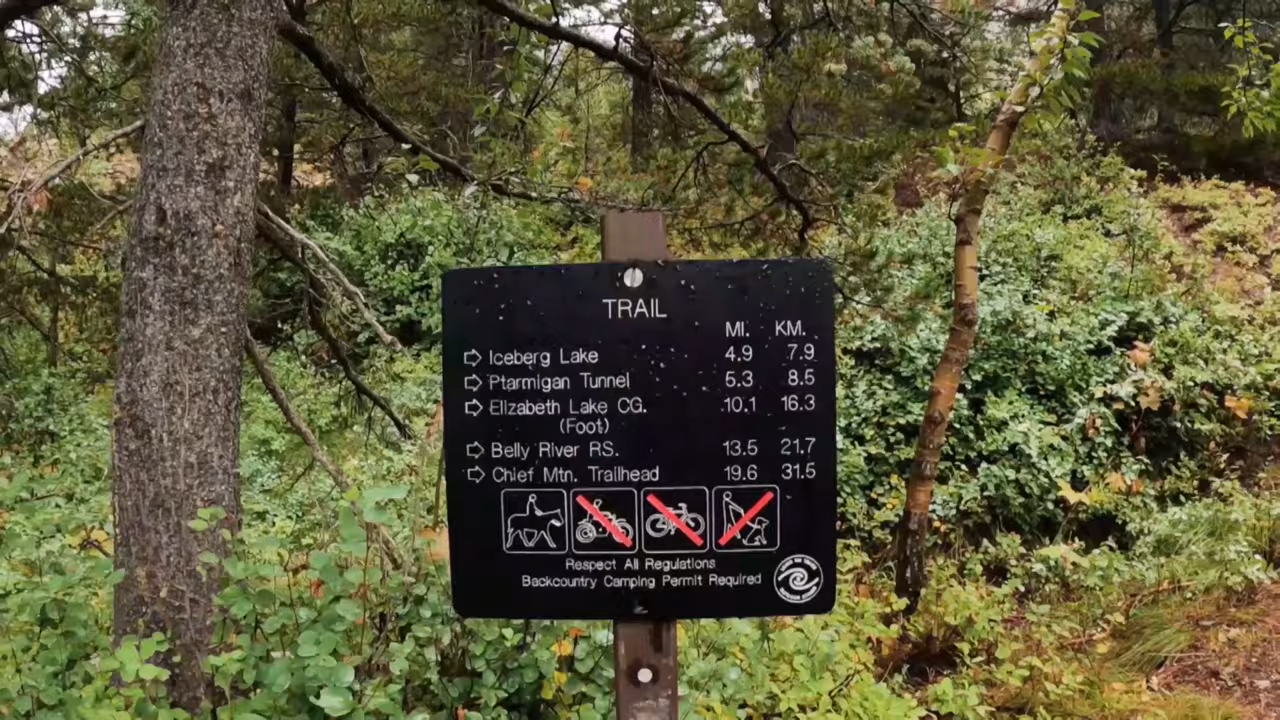 TRAIL
MI. KM.
⇨ Iceberg Lake 4.9 7.9
⇨ Ptarmigan Tunnel 5.3 8.5
⇨ Elizabeth Lake CG. 10.1 16.3
(Foot)
⇨ Belly River RS. 13.5 21.7
⇨ Chief Mtn. Trailhead 19.6 31.5
Respect All Regulations
Backcountry Camping Permit Required